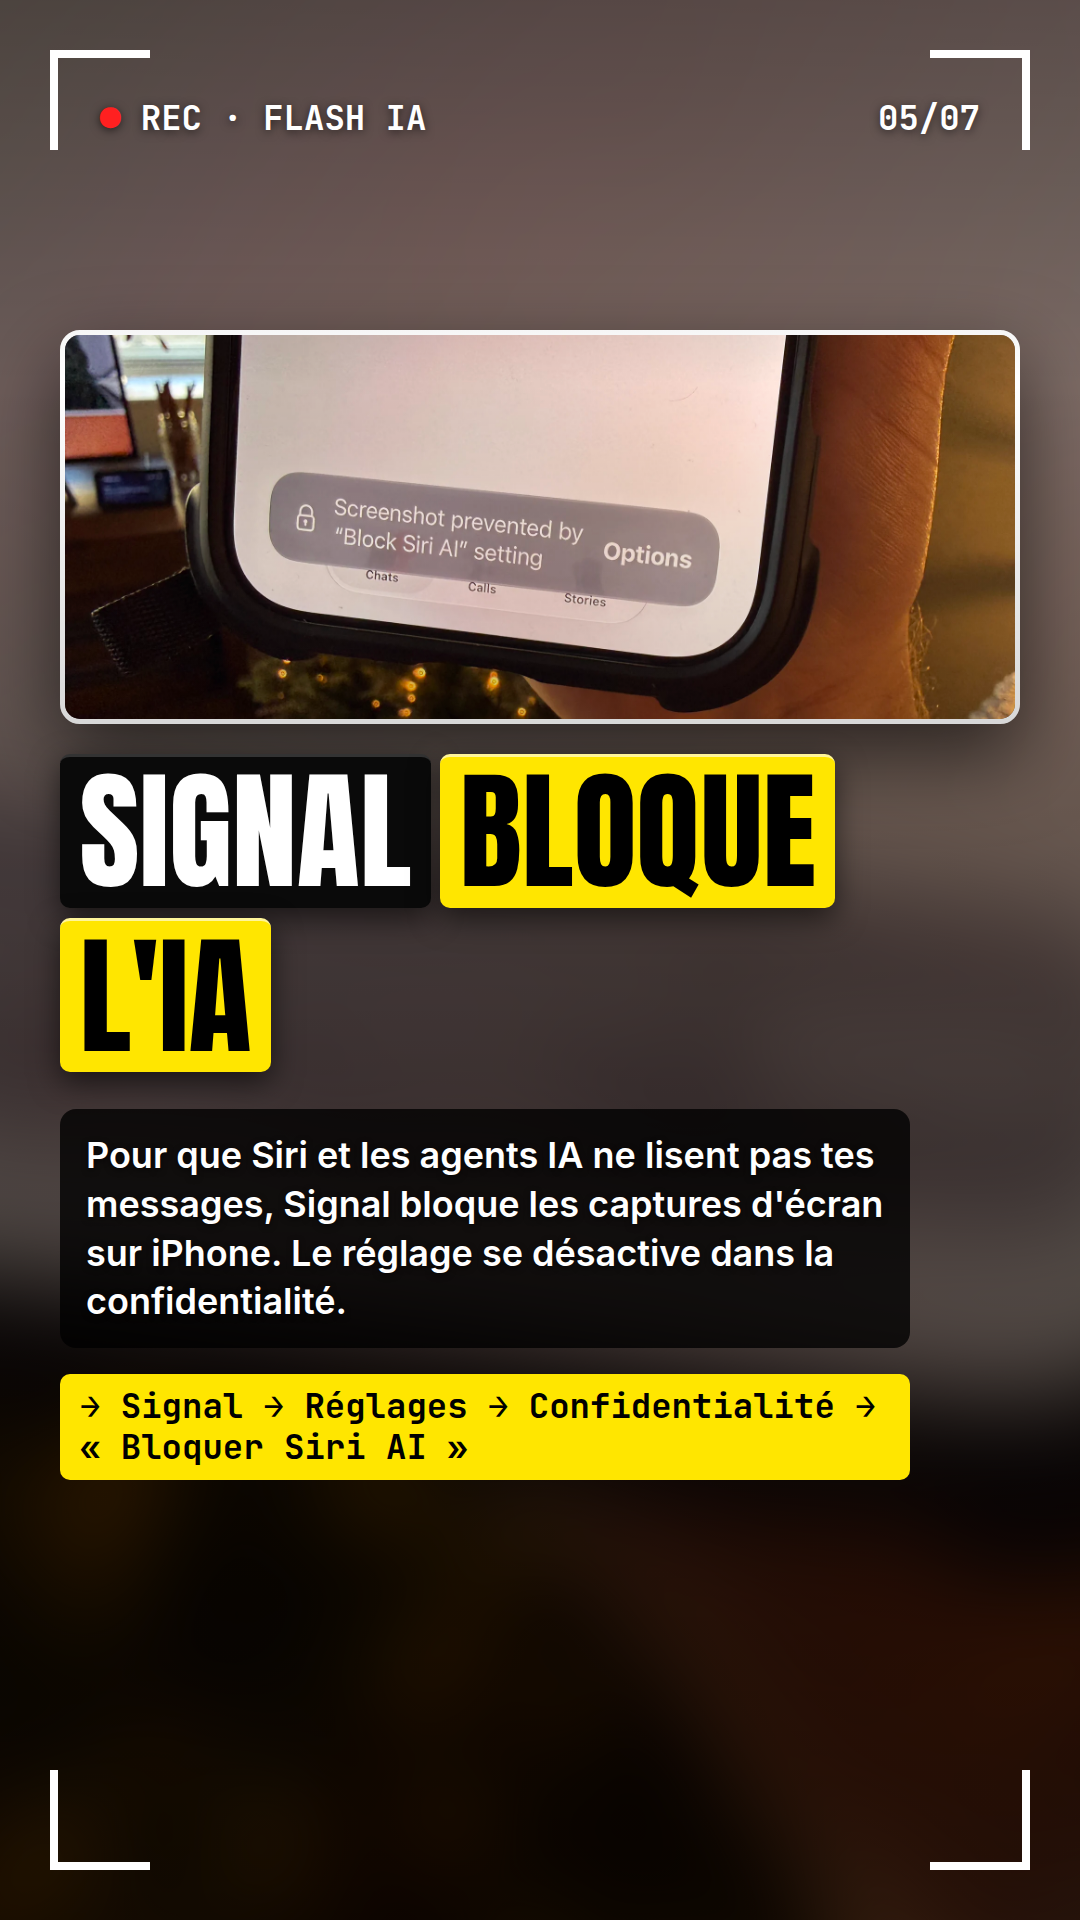 REC · FLASH IA
05/07
Screenshot prevented by
“Block Siri AI” setting
Options
Chats
Calls
Stories
SIGNAL BLOQUE
L'IA
Pour que Siri et les agents IA ne lisent pas tes
messages, Signal bloque les captures d'écran
sur iPhone. Le réglage se désactive dans la
confidentialité.
→ Signal → Réglages → Confidentialité →
« Bloquer Siri AI »